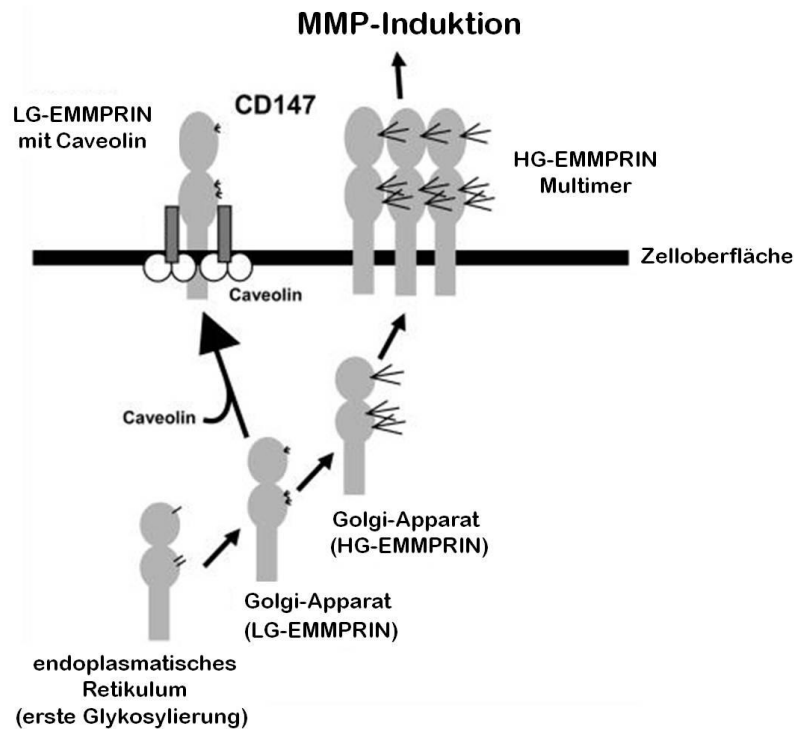 MMP-Induktion
LG-EMMPRIN
mit Caveolin
CD147
HG-EMMPRIN
Multimer
Zelloberfläche
Caveolin
Caveolin
Golgi-Apparat
(HG-EMMPRIN)
Golgi-Apparat
(LG-EMMPRIN)
endoplasmatisches
Retikulum
(erste Glykosylierung)